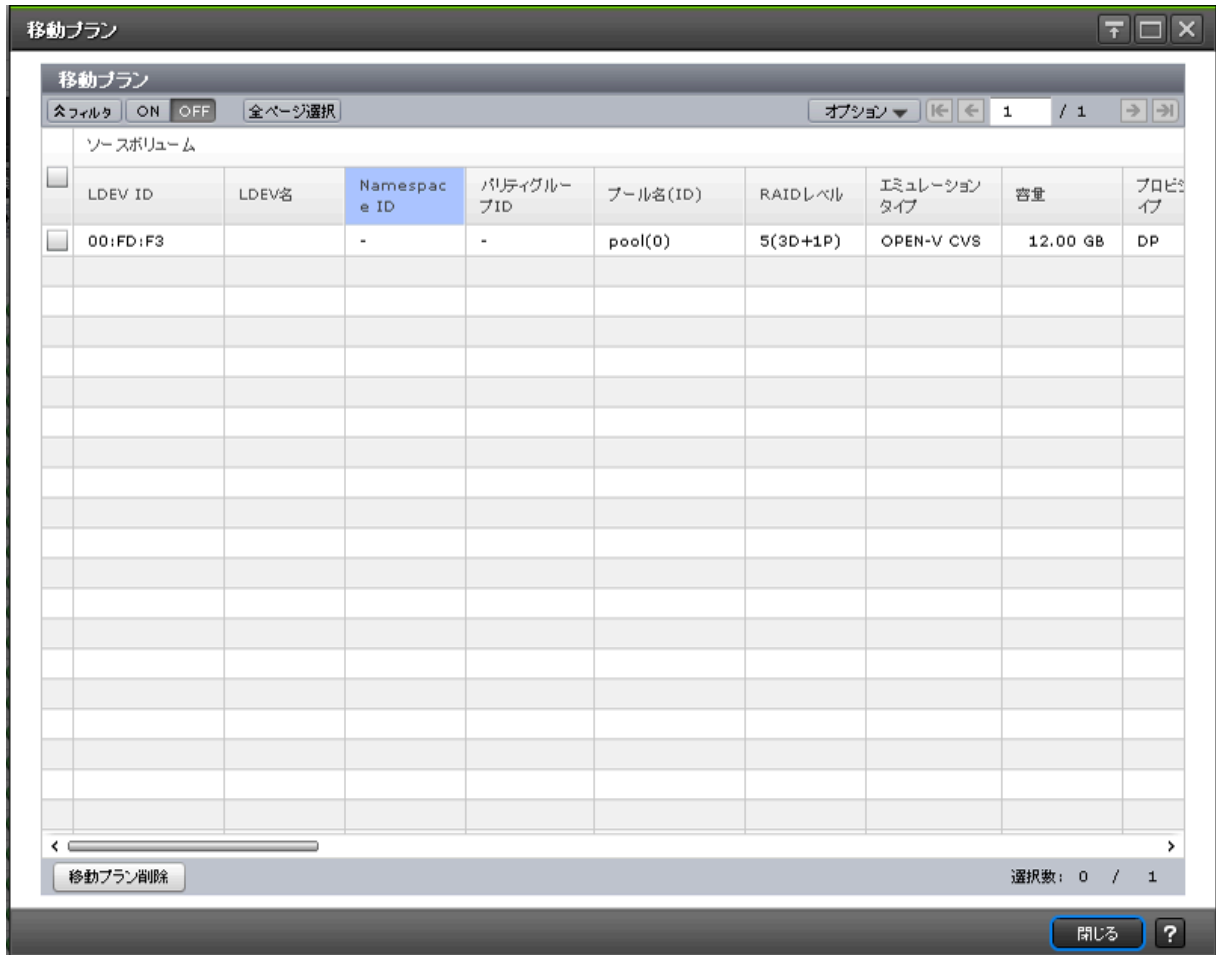 移動プラン
移動プラン
フィルタ ON OFF 全ページ選択 オプション 1 / 1
ソースボリューム
LDEV ID LDEV名 Namespac パリティグルー プール名(ID) RAIDレベル エミュレーション 容量
e ID プID タイプ イプ
00:FD:F3 - - pool(0) 5(3D+1P) OPEN-V CVS 12.00 GB DP
移動プラン削除 選択数: 0 / 1
閉じる ?